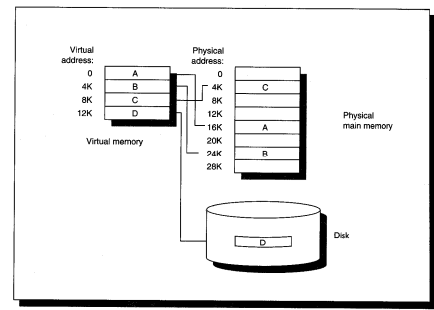 Virtual address:
0 A
4K B
8K C
12K D
Virtual memory
Physical address:
0
4K C
8K
12K
16K A
20K
24K B
28K
Physical main memory
D
Disk